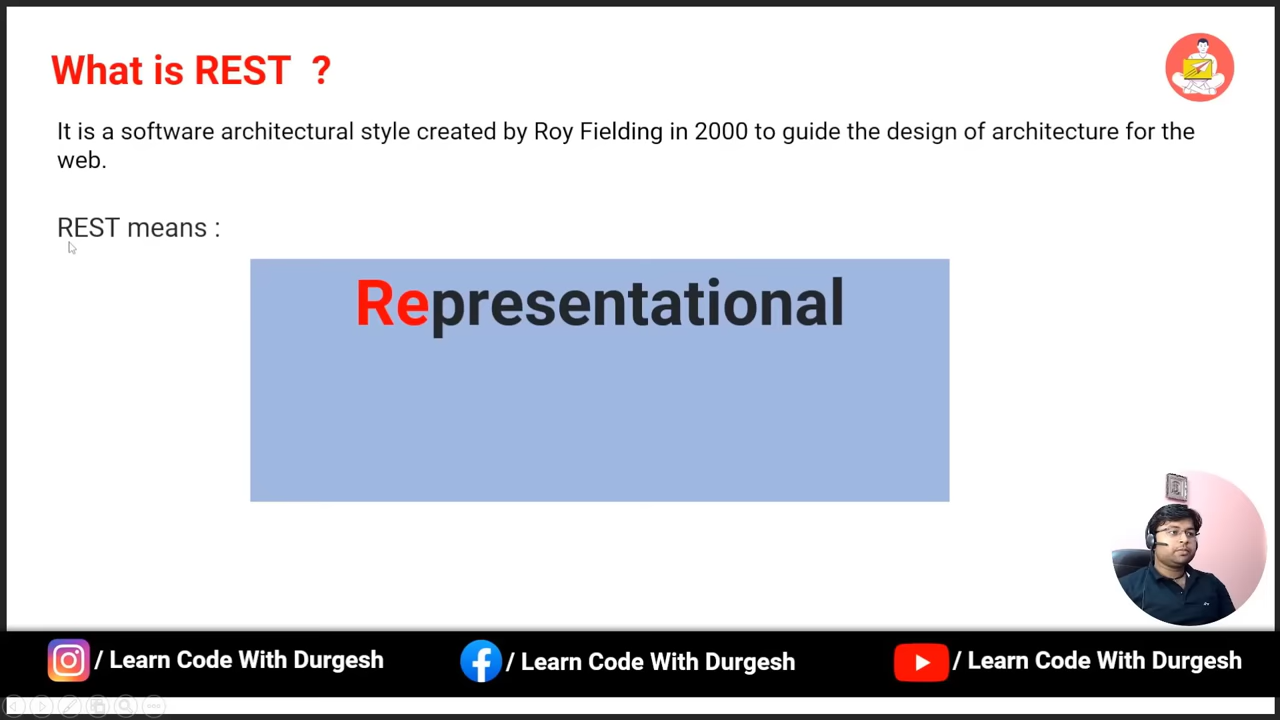 What is REST ?
It is a software architectural style created by Roy Fielding in 2000 to guide the design of architecture for the
web.
REST means :
Representational
/ Learn Code With Durgesh
/ Learn Code With Durgesh
/ Learn Code With Durgesh